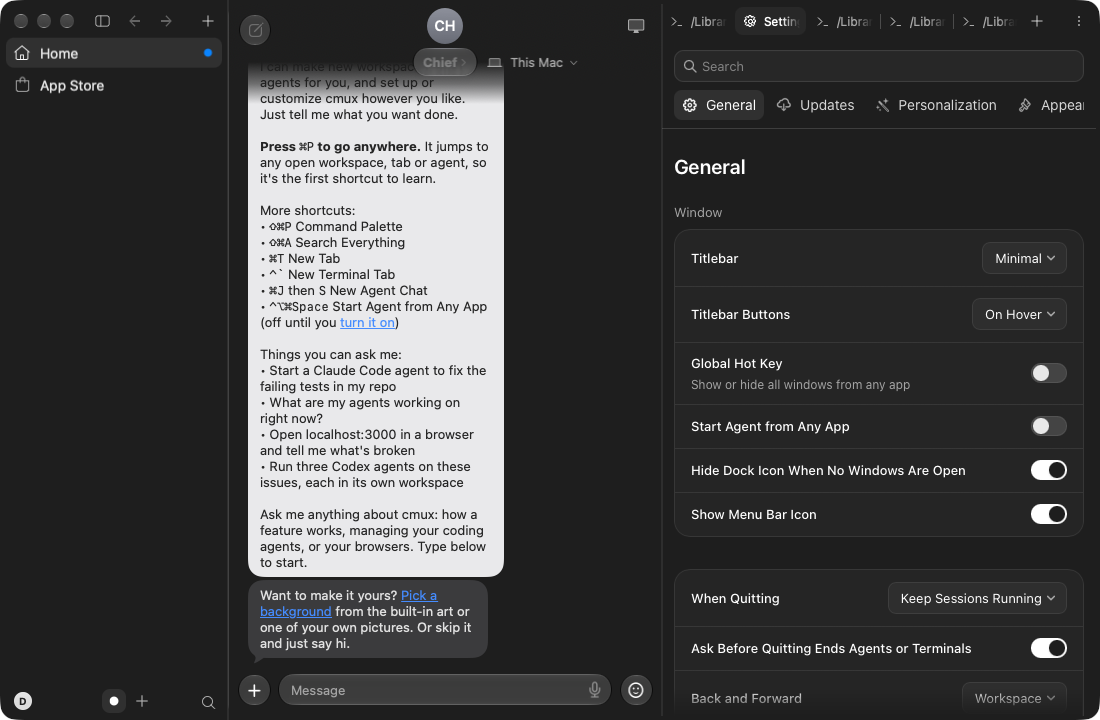 Home
App Store
D
CH
Chief
This Mac
I can make new workspac
agents for you, and set up or
customize cmux however you like.
Just tell me what you want done.
Press ⌘P to go anywhere. It jumps to
any open workspace, tab or agent, so
it's the first shortcut to learn.
More shortcuts:
• ⇧⌘P Command Palette
• ⇧⌘A Search Everything
• ⌘T New Tab
• ^` New Terminal Tab
• ⌘J then S New Agent Chat
• ^⌥⌘Space Start Agent from Any App
(off until you turn it on)
Things you can ask me:
• Start a Claude Code agent to fix the
failing tests in my repo
• What are my agents working on
right now?
• Open localhost:3000 in a browser
and tell me what's broken
• Run three Codex agents on these
issues, each in its own workspace
Ask me anything about cmux: how a
feature works, managing your coding
agents, or your browsers. Type below
to start.
Want to make it yours? Pick a
background from the built-in art or
one of your own pictures. Or skip it
and just say hi.
Message
/Librar Settin /Librar /Librar /Libra
Search
General Updates Personalization Appear
General
Window
Titlebar Minimal
Titlebar Buttons On Hover
Global Hot Key
Show or hide all windows from any app
Start Agent from Any App
Hide Dock Icon When No Windows Are Open
Show Menu Bar Icon
When Quitting Keep Sessions Running
Ask Before Quitting Ends Agents or Terminals
Back and Forward Workspace